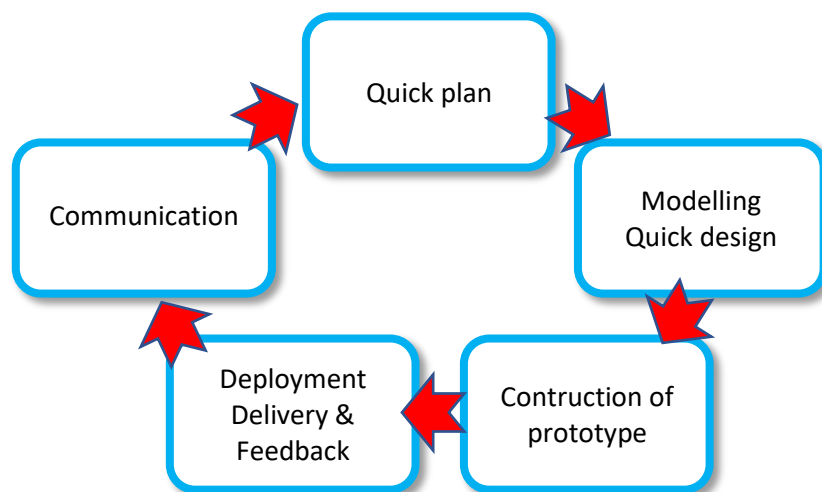 Quick plan
Communication
Modelling
Quick design
Deployment
Delivery &
Feedback
Contruction of
prototype